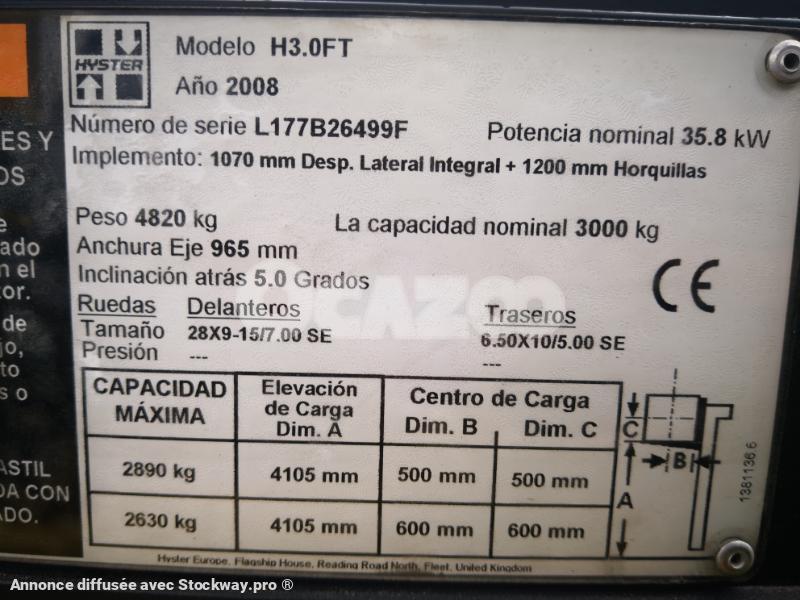 HYSTER
Modelo H3.0FT
Año 2008
Número de serie L177B26499F
Potencia nominal 35.8 kW
Implemento: 1070 mm Desp. Lateral Integral + 1200 mm Horquillas
Peso 4820 kg
La capacidad nominal 3000 kg
Anchura Eje 965 mm
Inclinación atrás 5.0 Grados
CE
OCAZOO
Ruedas Delanteros Traseros
Tamaño 28X9-15/7.00 SE 6.50X10/5.00 SE
Presión --- ---
CAPACIDAD MÁXIMA
Elevación de Carga Dim. A
Centro de Carga
Dim. B Dim. C
2890 kg 4105 mm 500 mm 500 mm
2630 kg 4105 mm 600 mm 600 mm
C
B
A
1381136 6
Hyster Europe, Flagship House, Reading Road North, Fleet, United Kingdom
ES Y
OS
ado
n el
or.
de
jo,
to
s o
ASTIL
DA CON
ADO.
Annonce diffusée avec Stockway.pro ®